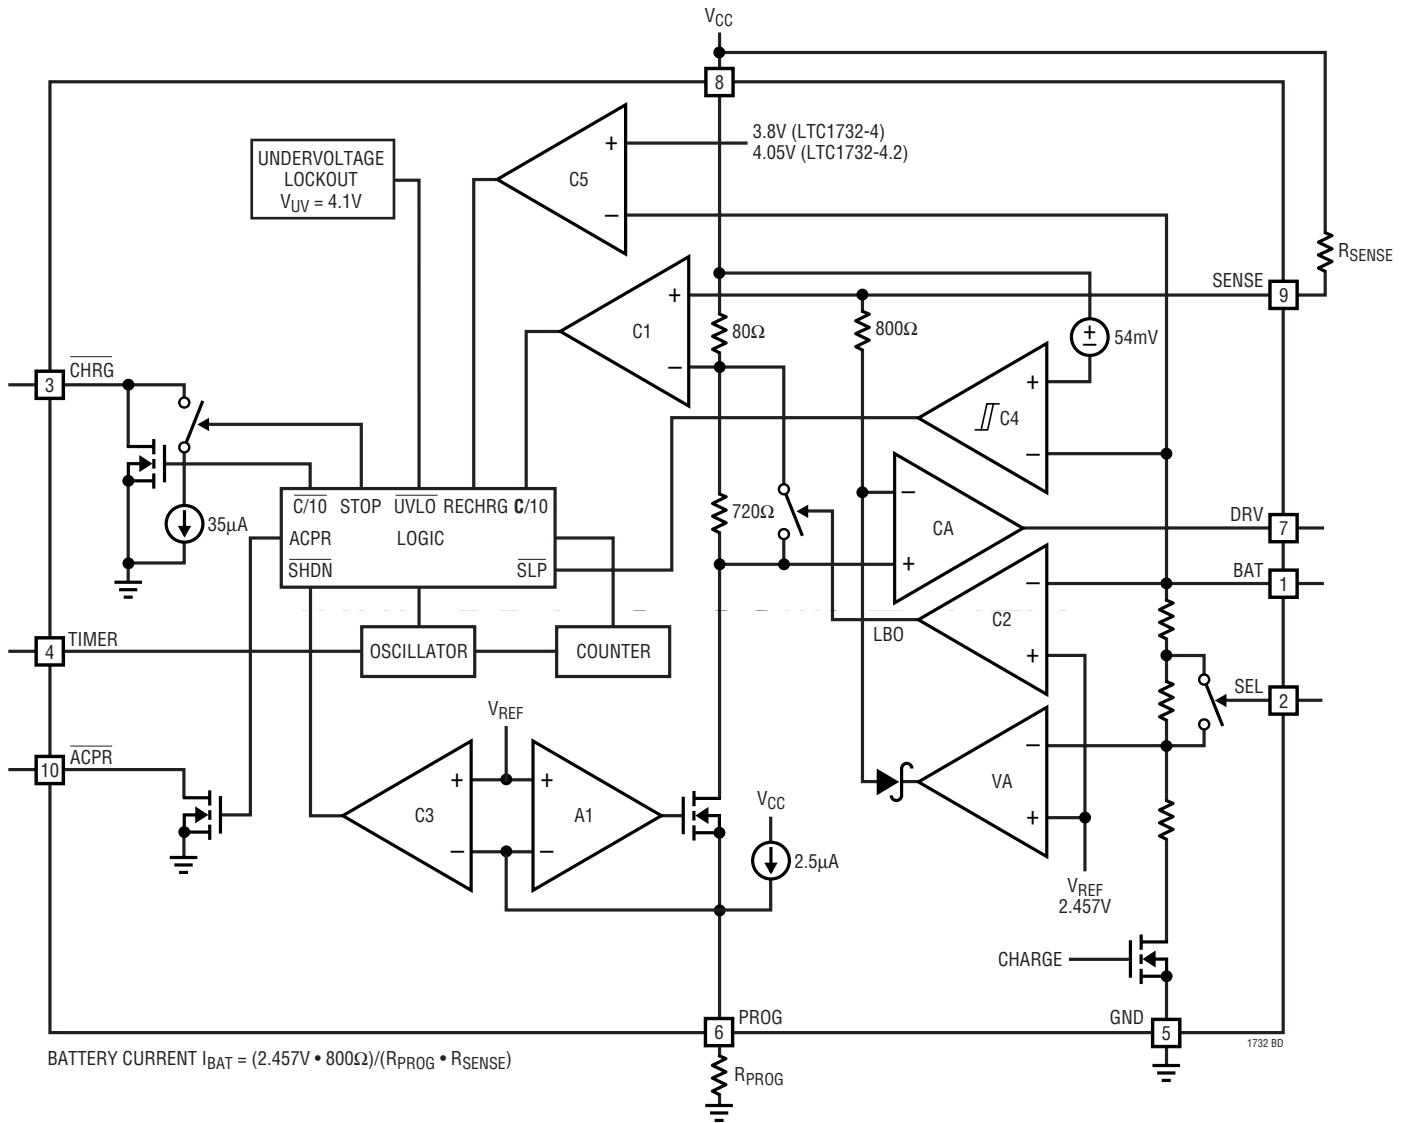 VCC
8
3.8V (LTC1732-4)
4.05V (LTC1732-4.2)
UNDERVOLTAGE
LOCKOUT
VUV = 4.1V
C5
+
–
RSENSE
SENSE
9
+
C1
–
80Ω
800Ω
+
–
54mV
CHRG
3
+
C4
–
C/10 STOP UVLO RECHRG C/10
ACPR LOGIC
SHDN SLP
35µA
720Ω
–
CA
+
DRV
7
BAT
1
–
C2
+
LBO
TIMER
4
OSCILLATOR
COUNTER
SEL
2
VREF
ACPR
10
+
C3
–
+
A1
–
–
VA
+
VCC
2.5µA
VREF
2.457V
CHARGE
PROG
6
GND
5
1732 BD
BATTERY CURRENT IBAT = (2.457V • 800Ω)/(RPROG • RSENSE)
RPROG